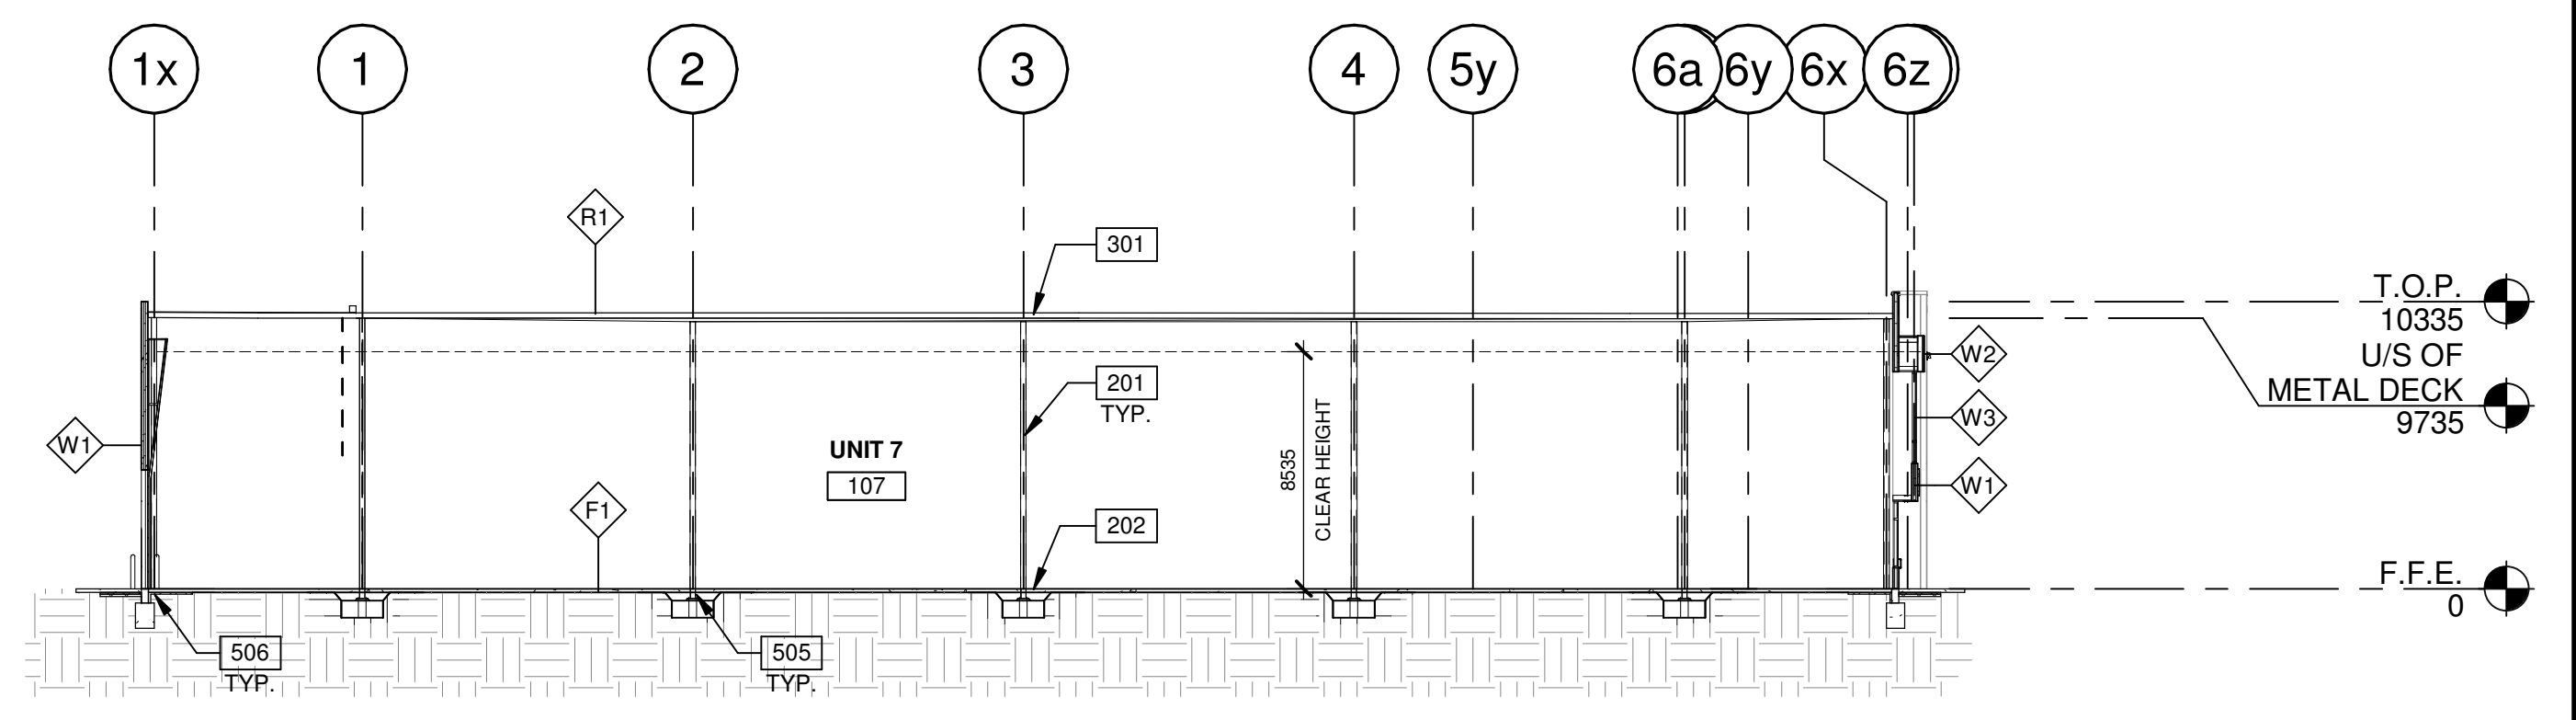 1x
1
2
3
4
5y
6a
6y
6x
6z
R1
301
T.O.P.
10335
U/S OF
METAL DECK
9735
W2
201
TYP.
W3
W1
UNIT 7
107
8535
CLEAR HEIGHT
W1
F1
202
F.F.E.
0
506
TYP.
505
TYP.